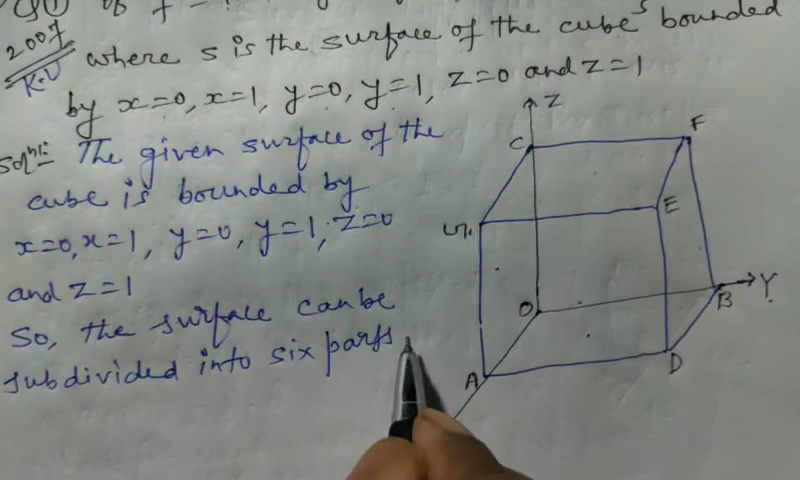 of
2007
K.U
where s is the surface of the cube bounded
s
by x=0, x=1, y=0, y=1, z=0 and z=1
Solⁿ:- The given surface of the
cube is bounded by
x=0, x=1, y=0, y=1, z=0
and z=1
So, the surface can be
subdivided into six parts
Z
F
C
E
G
O
Y
B
A
D